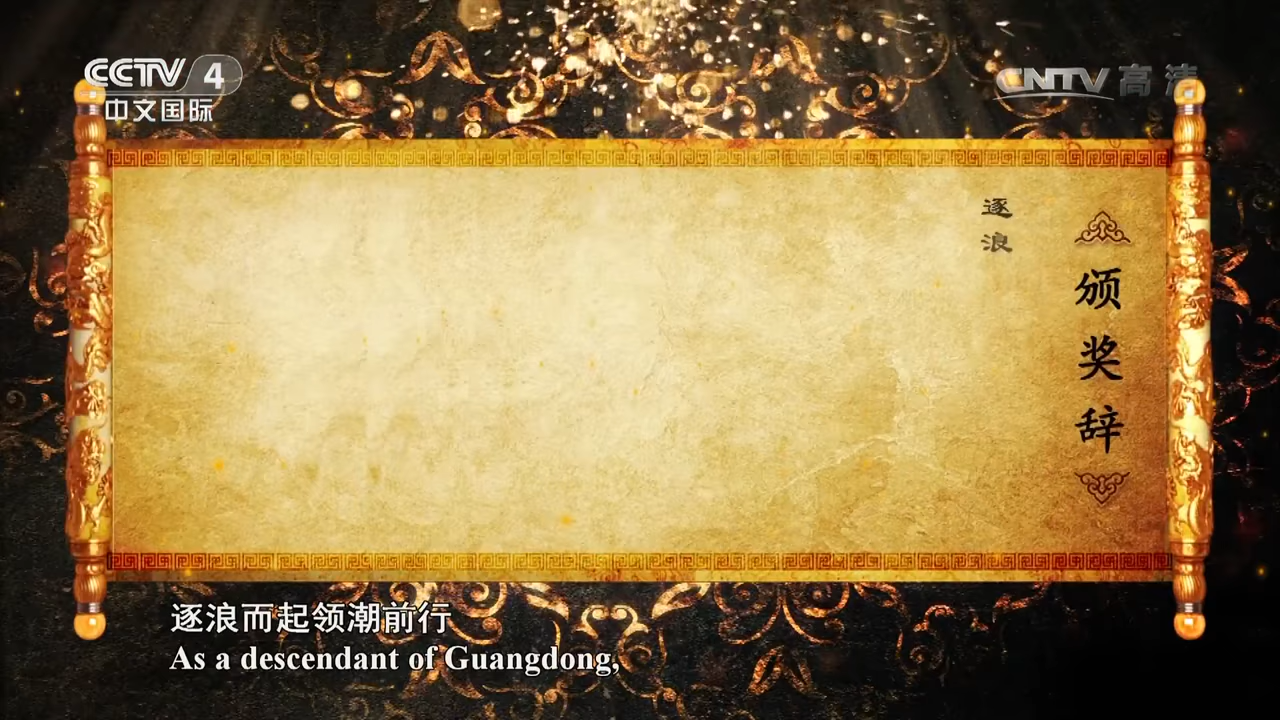 CCTV 4
中文国际
CNTV 高清
颁奖辞
逐浪
逐浪而起领潮前行
As a descendant of Guangdong,